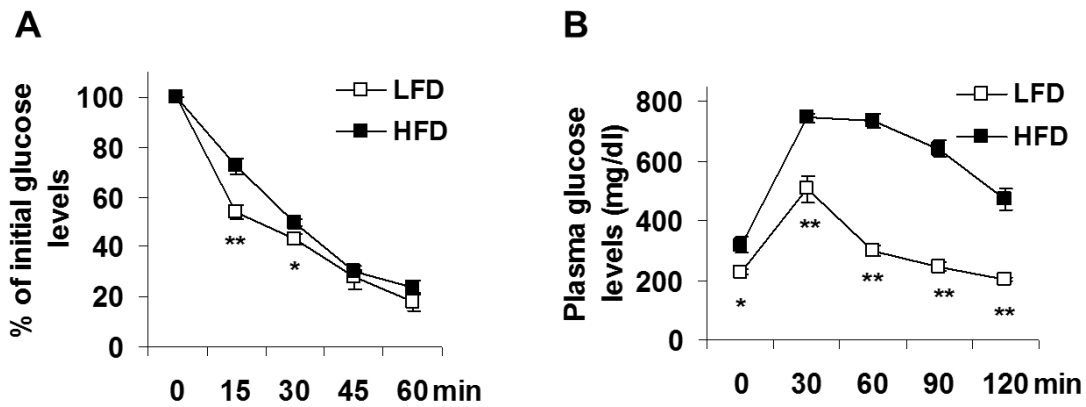 A
% of initial glucose
levels
100
80
60
40
20
0
LFD
HFD
**
*
0 15 30 45 60 min
B
Plasma glucose
levels (mg/dl)
800
600
400
200
0
LFD
HFD
*
**
**
**
**
0 30 60 90 120 min